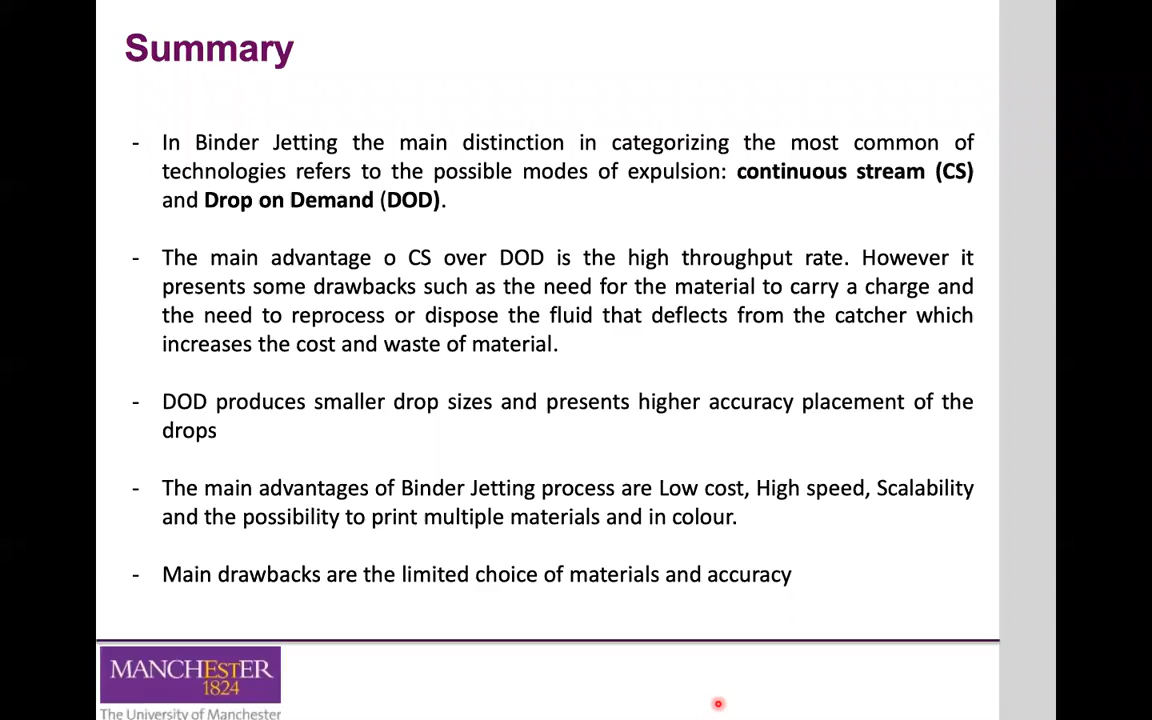 Summary
- In Binder Jetting the main distinction in categorizing the most common of
technologies refers to the possible modes of expulsion: continuous stream (CS)
and Drop on Demand (DOD).
- The main advantage o CS over DOD is the high throughput rate. However it
presents some drawbacks such as the need for the material to carry a charge and
the need to reprocess or dispose the fluid that deflects from the catcher which
increases the cost and waste of material.
- DOD produces smaller drop sizes and presents higher accuracy placement of the
drops
- The main advantages of Binder Jetting process are Low cost, High speed, Scalability
and the possibility to print multiple materials and in colour.
- Main drawbacks are the limited choice of materials and accuracy
MANCHESTER
1824
The University of Manchester